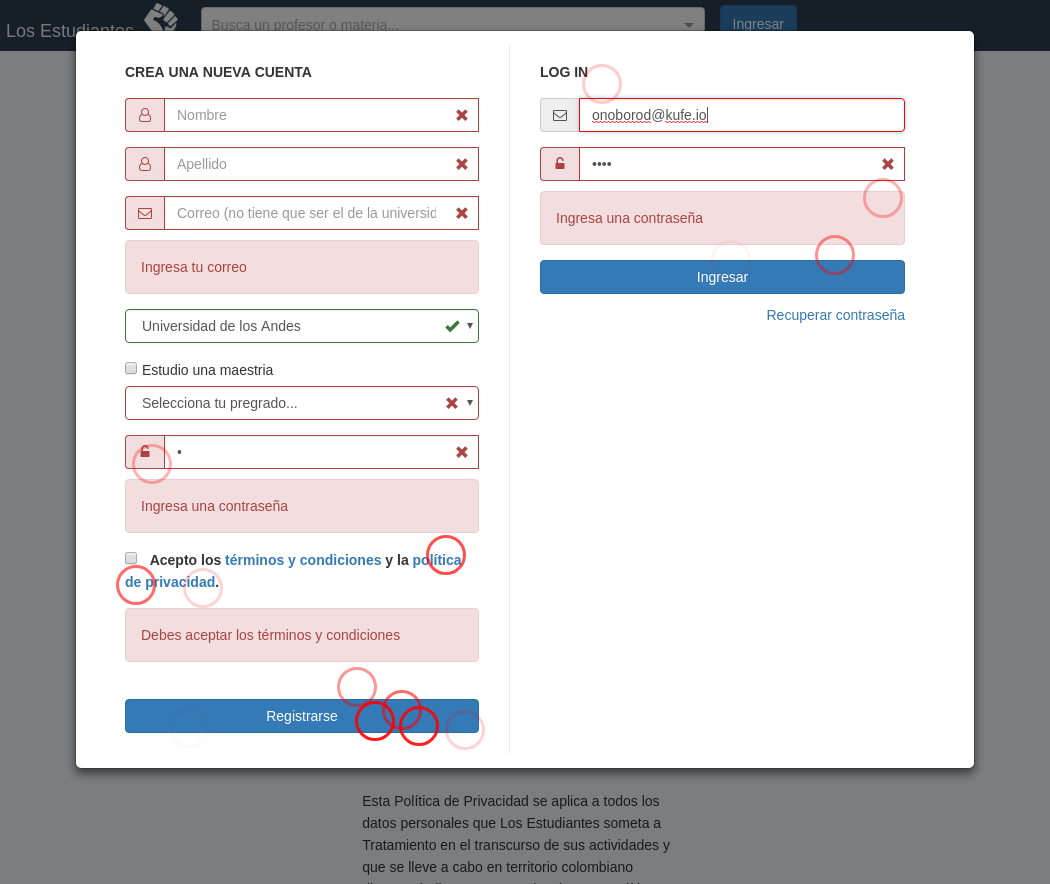 Los Estudiantes
Busca un profesor o materia...
Ingresar
CREA UNA NUEVA CUENTA
Nombre
Apellido
Correo (no tiene que ser el de la universid
Ingresa tu correo
Universidad de los Andes
Estudio una maestria
Selecciona tu pregrado...
•
Ingresa una contraseña
Acepto los términos y condiciones y la política
de privacidad.
Debes aceptar los términos y condiciones
Registrarse
LOG IN
onoborod@kufe.io
••••
Ingresa una contraseña
Ingresar
Recuperar contraseña
Esta Política de Privacidad se aplica a todos los
datos personales que Los Estudiantes someta a
Tratamiento en el transcurso de sus actividades y
que se lleve a cabo en territorio colombiano